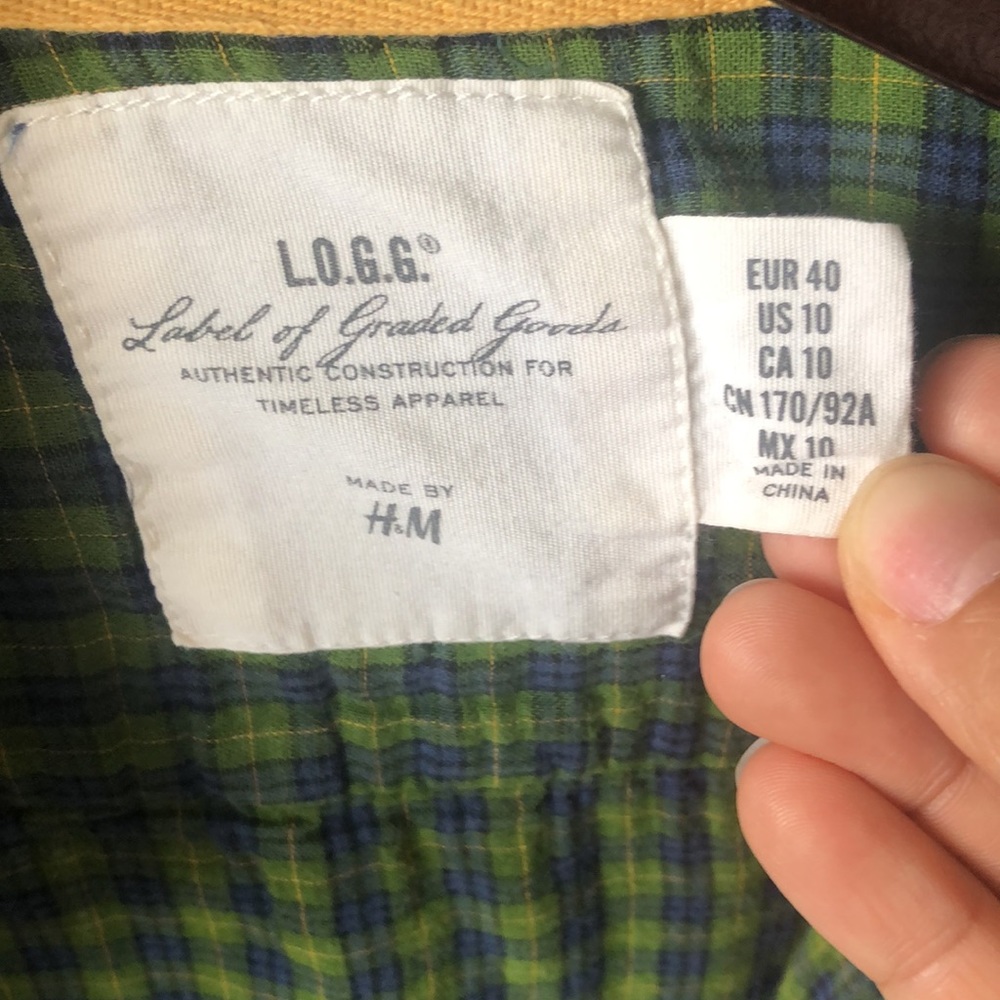 L.O.G.G.®
Label of Graded Goods
AUTHENTIC CONSTRUCTION FOR
TIMELESS APPAREL
MADE BY
H&M
EUR 40
US 10
CA 10
CN 170/92A
MX 10
MADE IN
CHINA